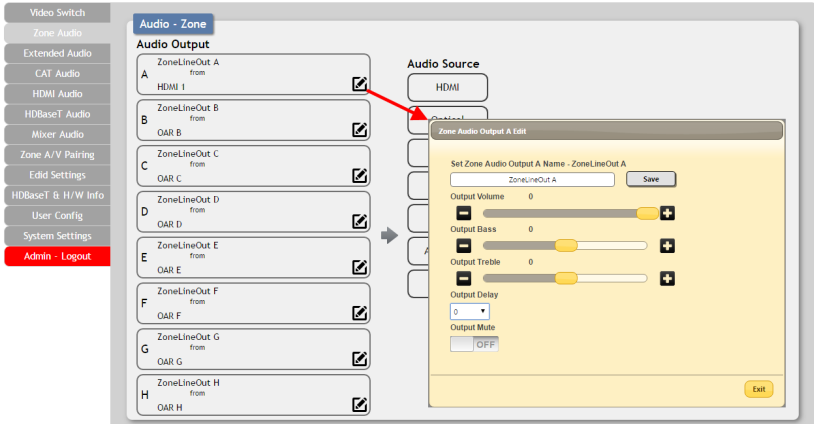 Video Switch
Zone Audio
Extended Audio
CAT Audio
HDMI Audio
HDBaseT Audio
Mixer Audio
Zone A/V Pairing
Edid Settings
HDBaseT & H/W Info
User Config
System Settings
Admin - Logout
Audio - Zone
Audio Output
ZoneLineOut A
A from
HDMI 1
ZoneLineOut B
B from
OAR B
ZoneLineOut C
C from
OAR C
ZoneLineOut D
D from
OAR D
ZoneLineOut E
E from
OAR E
ZoneLineOut F
F from
OAR F
ZoneLineOut G
G from
OAR G
ZoneLineOut H
H from
OAR H
Audio Source
HDMI
Optical
A
Zone Audio Output A Edit
Set Zone Audio Output A Name - ZoneLineOut A
ZoneLineOut A Save
Output Volume 0
Output Bass 0
Output Treble 0
Output Delay
0
Output Mute
OFF
Exit